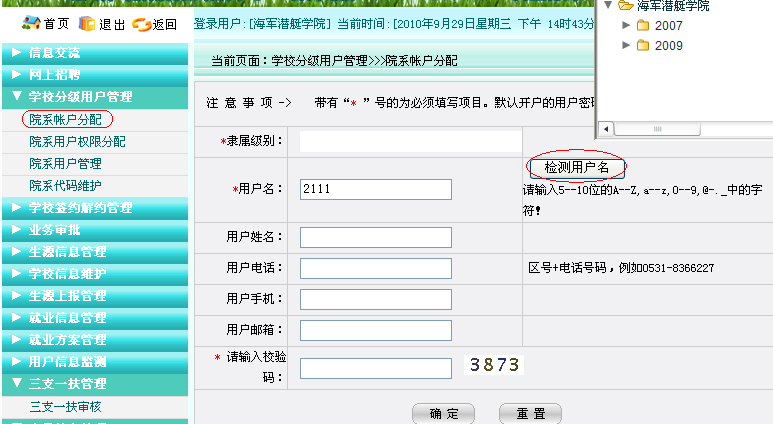 首页 退出 返回 登录用户:[海军潜艇学院] 当前时间:[2010年9月29日星期三 下午 14时43分
海军潜艇学院
2007
2009
信息交流
网上招聘
学校分级用户管理
院系帐户分配
院系用户权限分配
院系用户管理
院系代码维护
学校签约解约管理
业务审批
生源信息管理
学校信息维护
生源上报管理
就业信息管理
就业方案管理
用户信息监测
三支一扶管理
三支一扶审核
当前页面：学校分级用户管理>>>院系帐户分配
注 意 事 项 -> 带有“*”号的为必须填写项目。默认开户的用户密
*隶属级别：
*用户名： 2111 检测用户名
请输入5--10位的A--Z,a--z,0--9,@-._中的字
符!
用户姓名：
用户电话： 区号+电话号码，例如0531-8366227
用户手机：
用户邮箱：
* 请输入校验
码： 3873
确 定 重 置